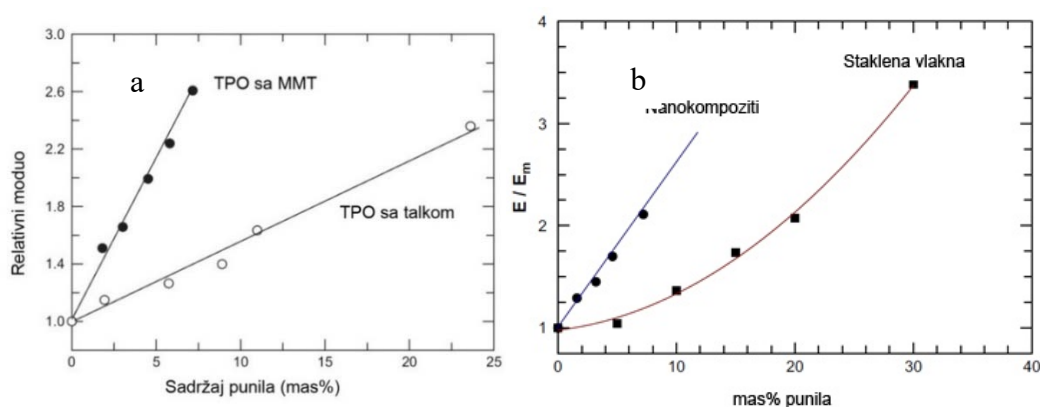 a
TPO sa MMT
TPO sa talkom
Relativni moduo
3.0
2.6
2.2
1.8
1.4
1.0
0
5
10
15
20
25
Sadržaj punila (mas%)
b
Staklena vlakna
Nanokompoziti
E / Em
4
3
2
1
0
10
20
30
40
mas% punila